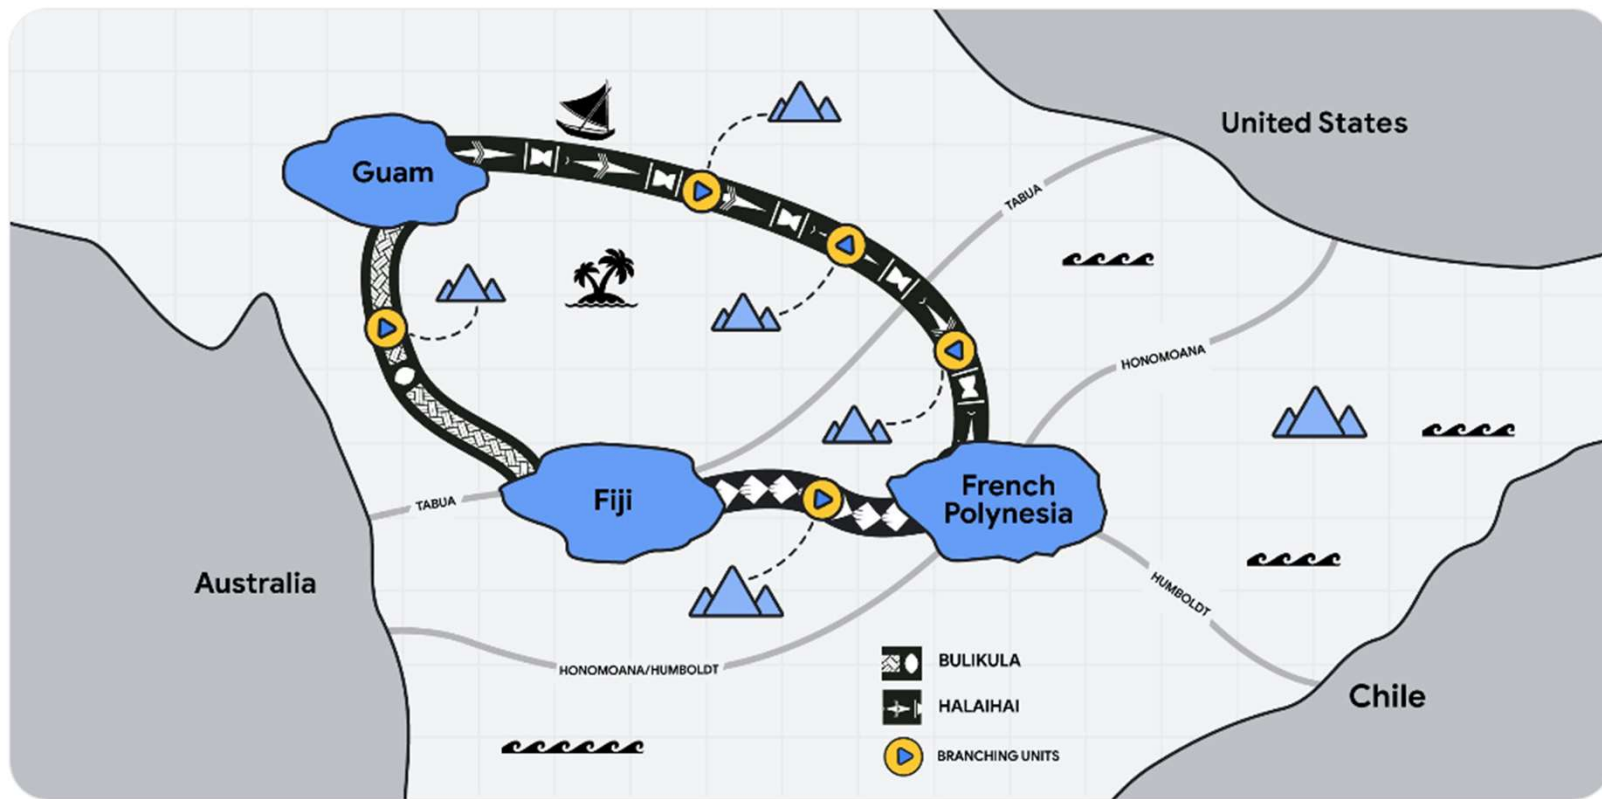 United States
Guam
TABUA
HONOMOANA
Fiji
French
Polynesia
TABUA
Australia
HUMBOLDT
HONOMOANA/HUMBOLDT
BULIKULA
Chile
HALAIHAI
BRANCHING UNITS